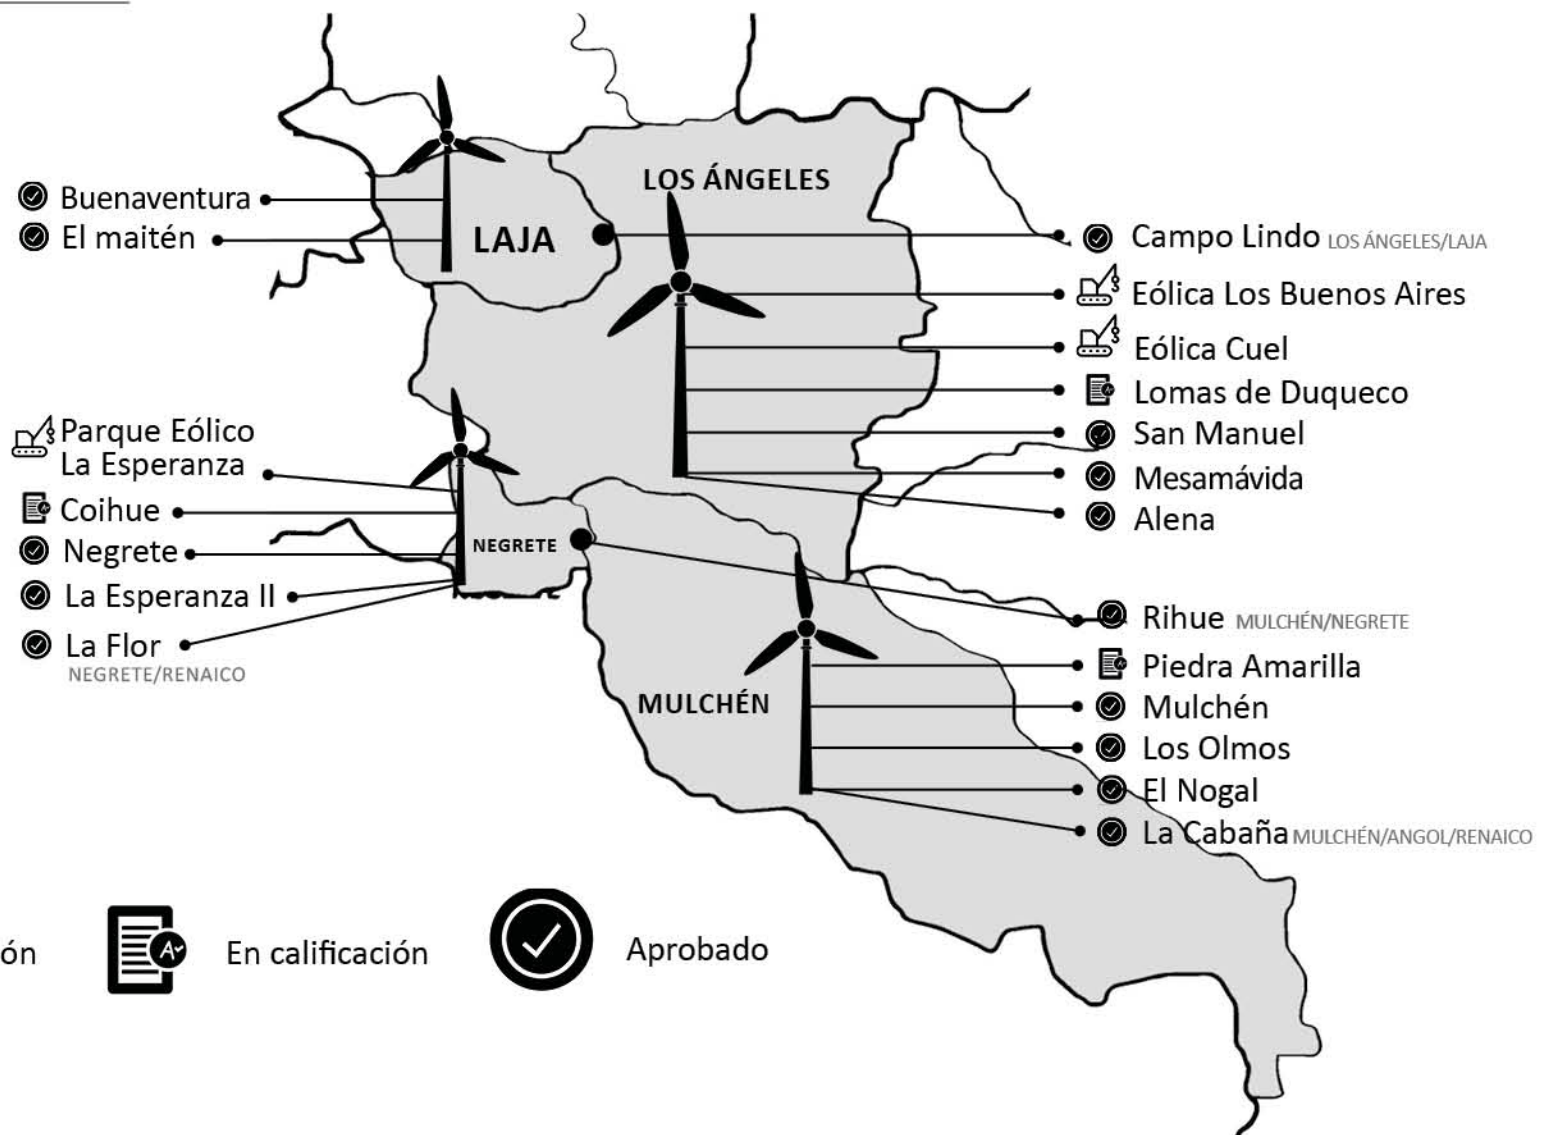 LOS ÁNGELES
LAJA
Buenaventura
El maitén
Campo Lindo LOS ÁNGELES/LAJA
Eólica Los Buenos Aires
Eólica Cuel
Lomas de Duqueco
San Manuel
Mesamávida
Alena
Parque Eólico
La Esperanza
Coihue
Negrete
La Esperanza II
La Flor
NEGRETE/RENAICO
NEGRETE
MULCHÉN
Rihue MULCHÉN/NEGRETE
Piedra Amarilla
Mulchén
Los Olmos
El Nogal
La Cabaña MULCHÉN/ANGOL/RENAICO
ón
A
En calificación
Aprobado